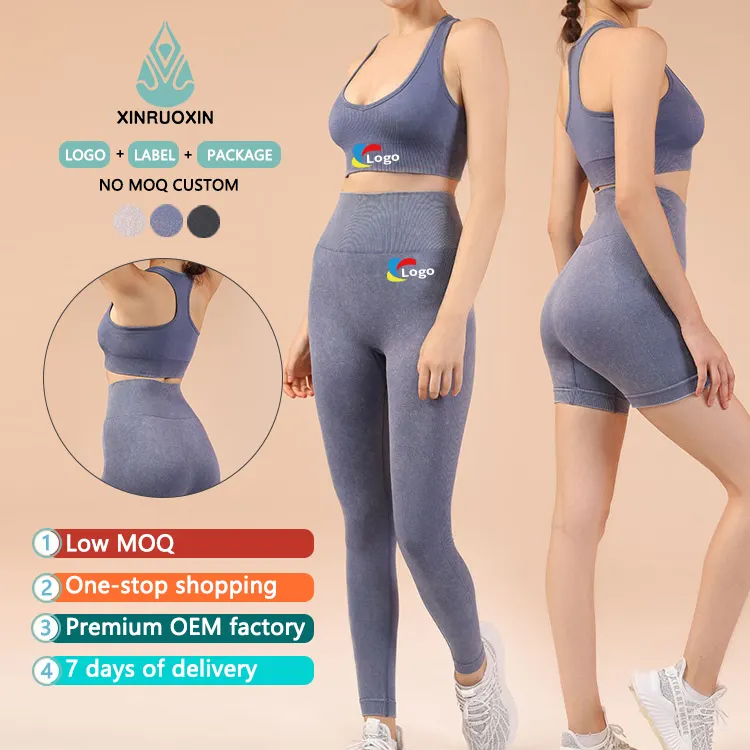 XINRUOXIN
LOGO + LABEL + PACKAGE
NO MOQ CUSTOM
Logo
Logo
1 Low MOQ
2 One-stop shopping
3 Premium OEM factory
4 7 days of delivery